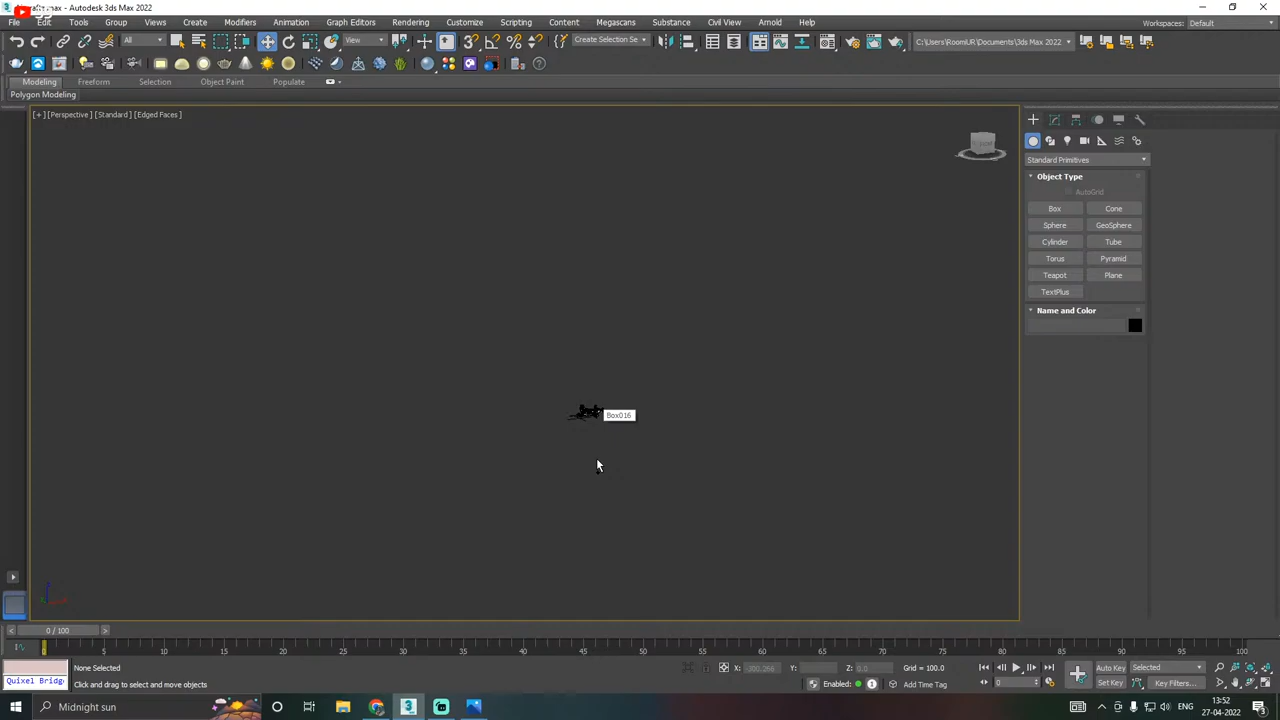 .max - Autodesk 3ds Max 2022
File Edit Tools Group Views Create Modifiers Animation Graph Editors Rendering Customize Scripting Content Megascans Substance Civil View Arnold Help
Workspaces: Default
All View Create Selection Se C:\Users\RoomUR\Documents\3ds Max 2022
Modeling Freeform Selection Object Paint Populate
Polygon Modeling
[+] [Perspective] [Standard] [Edged Faces]
Standard Primitives
Object Type
AutoGrid
Box Cone
Sphere GeoSphere
Cylinder Tube
Torus Pyramid
Teapot Plane
TextPlus
Name and Color
Box016
0 / 100
0 5 10 15 20 25 30 35 40 45 50 55 60 65 70 75 80 85 90 95 100
None Selected
X: -300.266 Y: Z: 0.0 Grid = 100.0
Auto Key Selected
Quixel Bridge
Click and drag to select and move objects
Enabled: Add Time Tag
0
Set Key Key Filters...
Midnight sun
13:52
27-04-2022